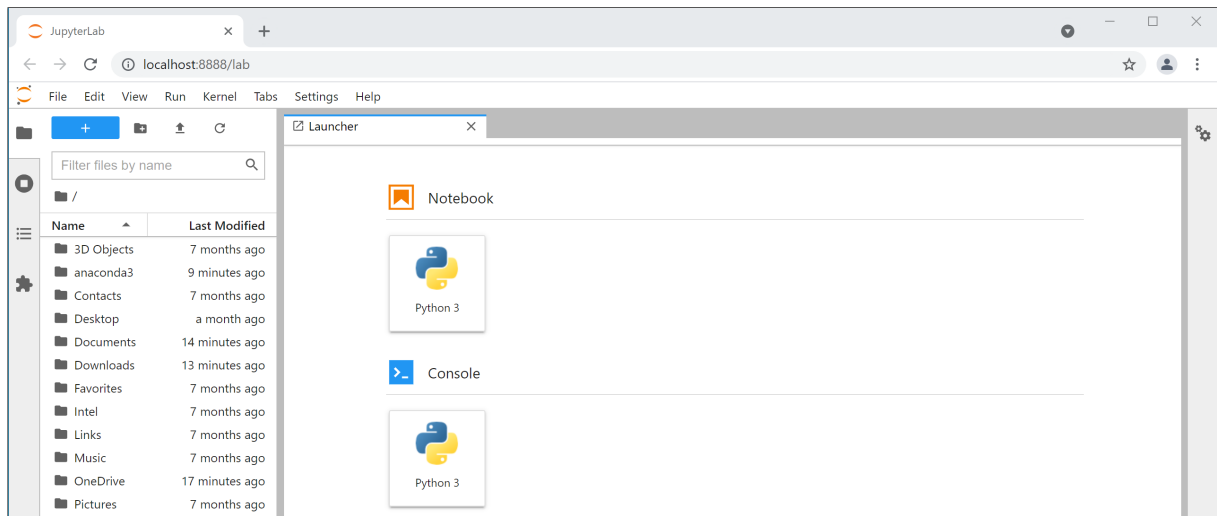 JupyterLab
localhost:8888/lab
File Edit View Run Kernel Tabs Settings Help
Filter files by name
/
Name Last Modified
3D Objects 7 months ago
anaconda3 9 minutes ago
Contacts 7 months ago
Desktop a month ago
Documents 14 minutes ago
Downloads 13 minutes ago
Favorites 7 months ago
Intel 7 months ago
Links 7 months ago
Music 7 months ago
OneDrive 17 minutes ago
Pictures 7 months ago
Launcher
Notebook
Python 3
Console
Python 3